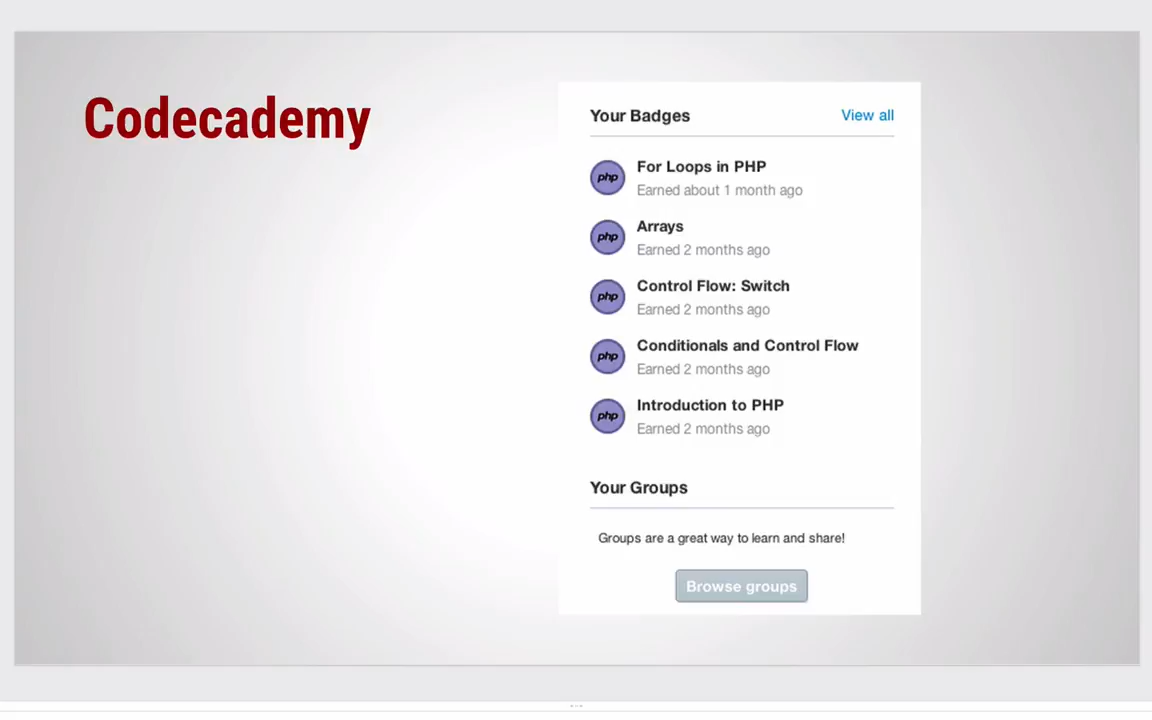 Codecademy
Your Badges
View all
php
For Loops in PHP
Earned about 1 month ago
php
Arrays
Earned 2 months ago
php
Control Flow: Switch
Earned 2 months ago
php
Conditionals and Control Flow
Earned 2 months ago
php
Introduction to PHP
Earned 2 months ago
Your Groups
Groups are a great way to learn and share!
Browse groups